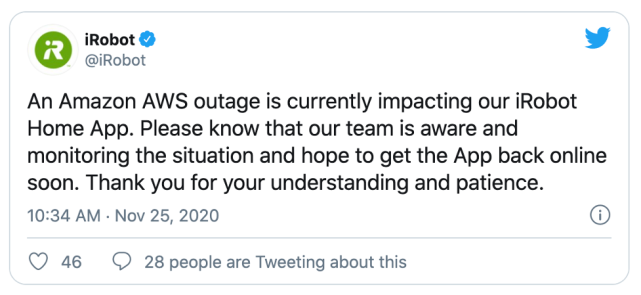 iRobot
@iRobot
An Amazon AWS outage is currently impacting our iRobot
Home App. Please know that our team is aware and
monitoring the situation and hope to get the App back online
soon. Thank you for your understanding and patience.
10:34 AM · Nov 25, 2020
46 28 people are Tweeting about this